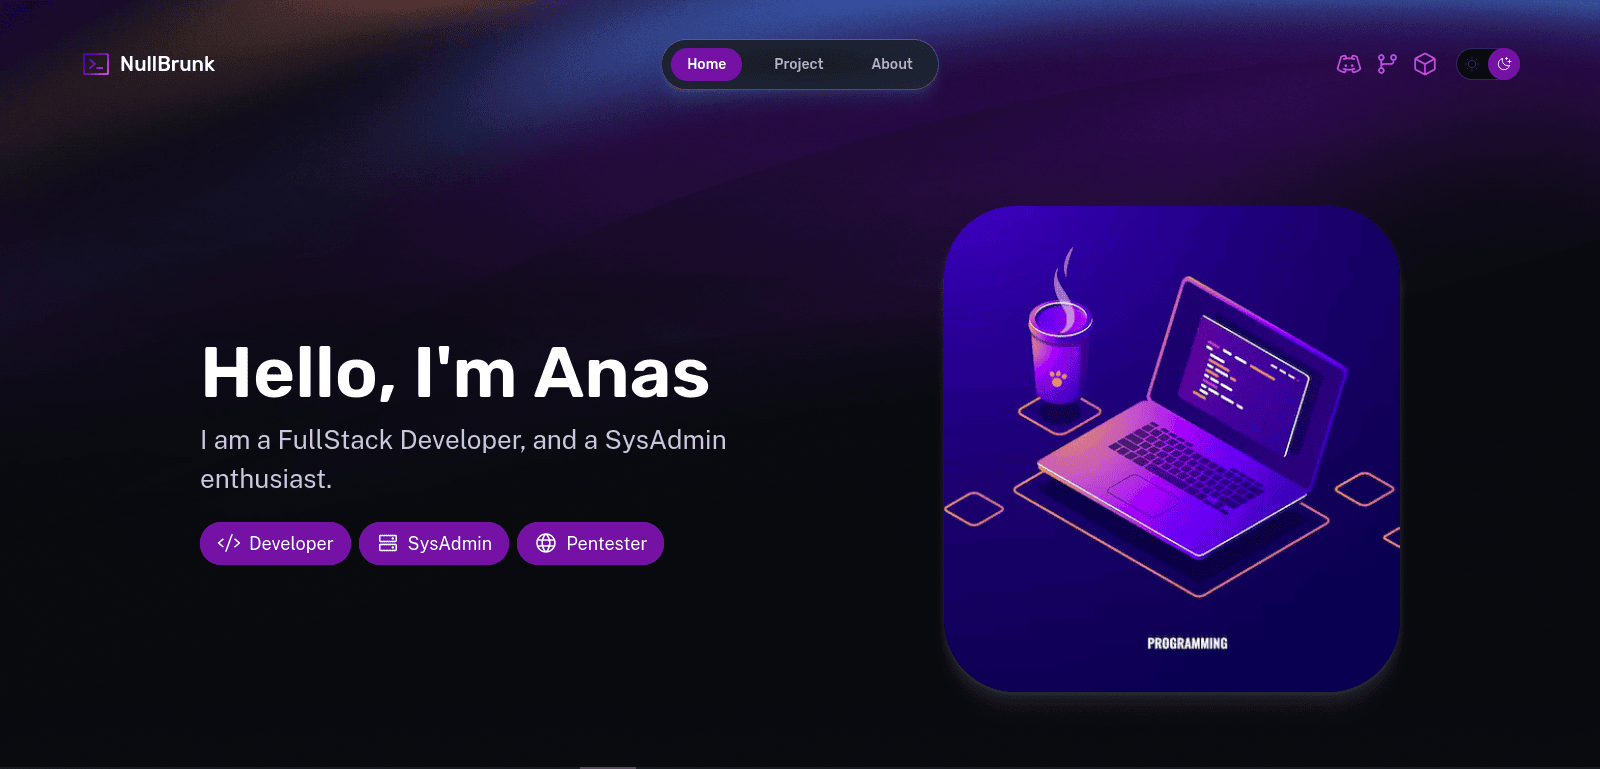 NullBrunk
Home Project About
Hello, I'm Anas
I am a FullStack Developer, and a SysAdmin
enthusiast.
Developer SysAdmin Pentester
PROGRAMMING